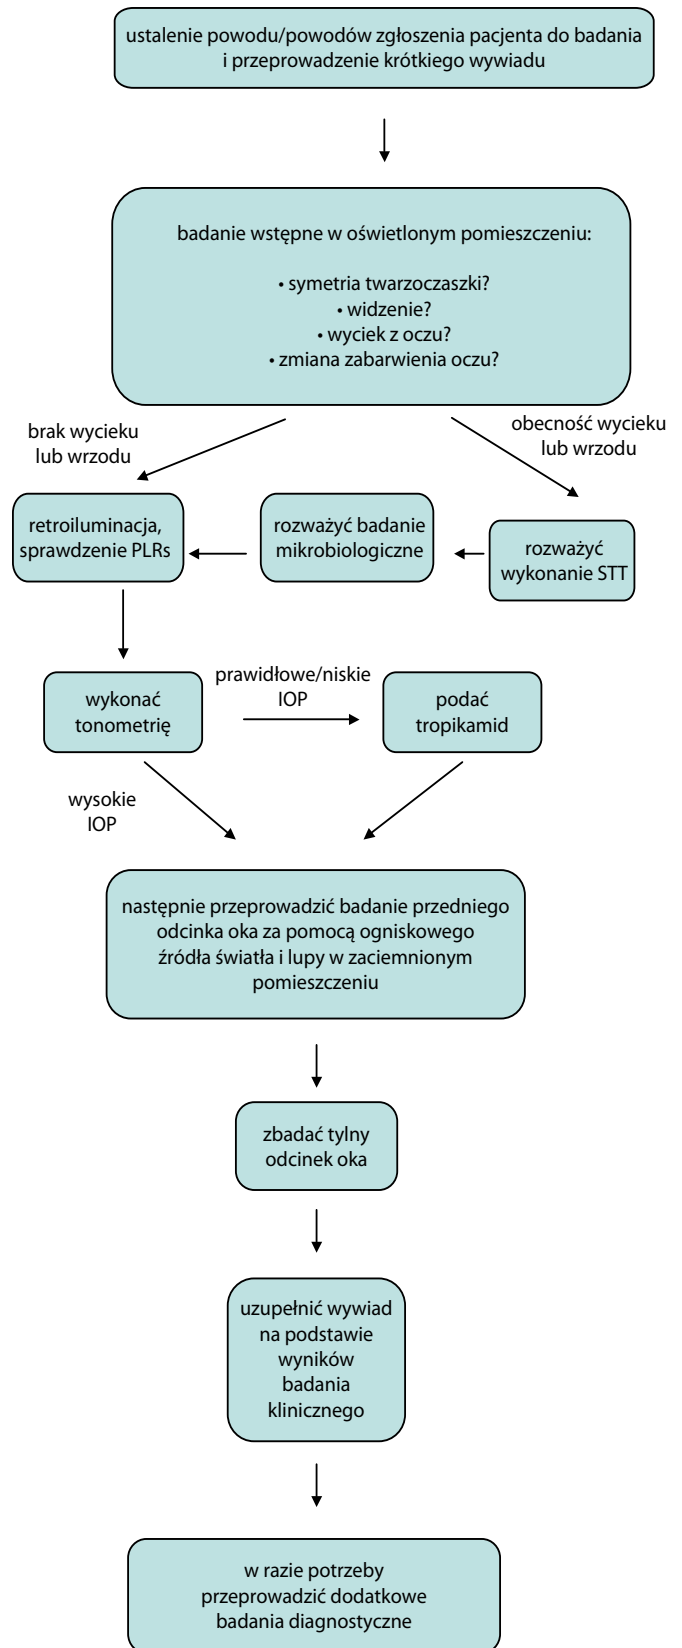 ustalenie powodu/powodów zgłoszenia pacjenta do badania
i przeprowadzenie krótkiego wywiadu
badanie wstępne w oświetlonym pomieszczeniu:
• symetria twarzoczaszki?
• widzenie?
• wyciek z oczu?
• zmiana zabarwienia oczu?
brak wycieku
lub wrzodu
obecność wycieku
lub wrzodu
retroiluminacja,
sprawdzenie PLRs
rozważyć badanie
mikrobiologiczne
rozważyć
wykonanie STT
wykonać
tonometrię
prawidłowe/niskie
IOP
podać
tropikamid
wysokie
IOP
następnie przeprowadzić badanie przedniego
odcinka oka za pomocą ogniskowego
źródła światła i lupy w zaciemnionym
pomieszczeniu
zbadać tylny
odcinek oka
uzupełnić wywiad
na podstawie
wyników
badania
klinicznego
w razie potrzeby
przeprowadzić dodatkowe
badania diagnostyczne